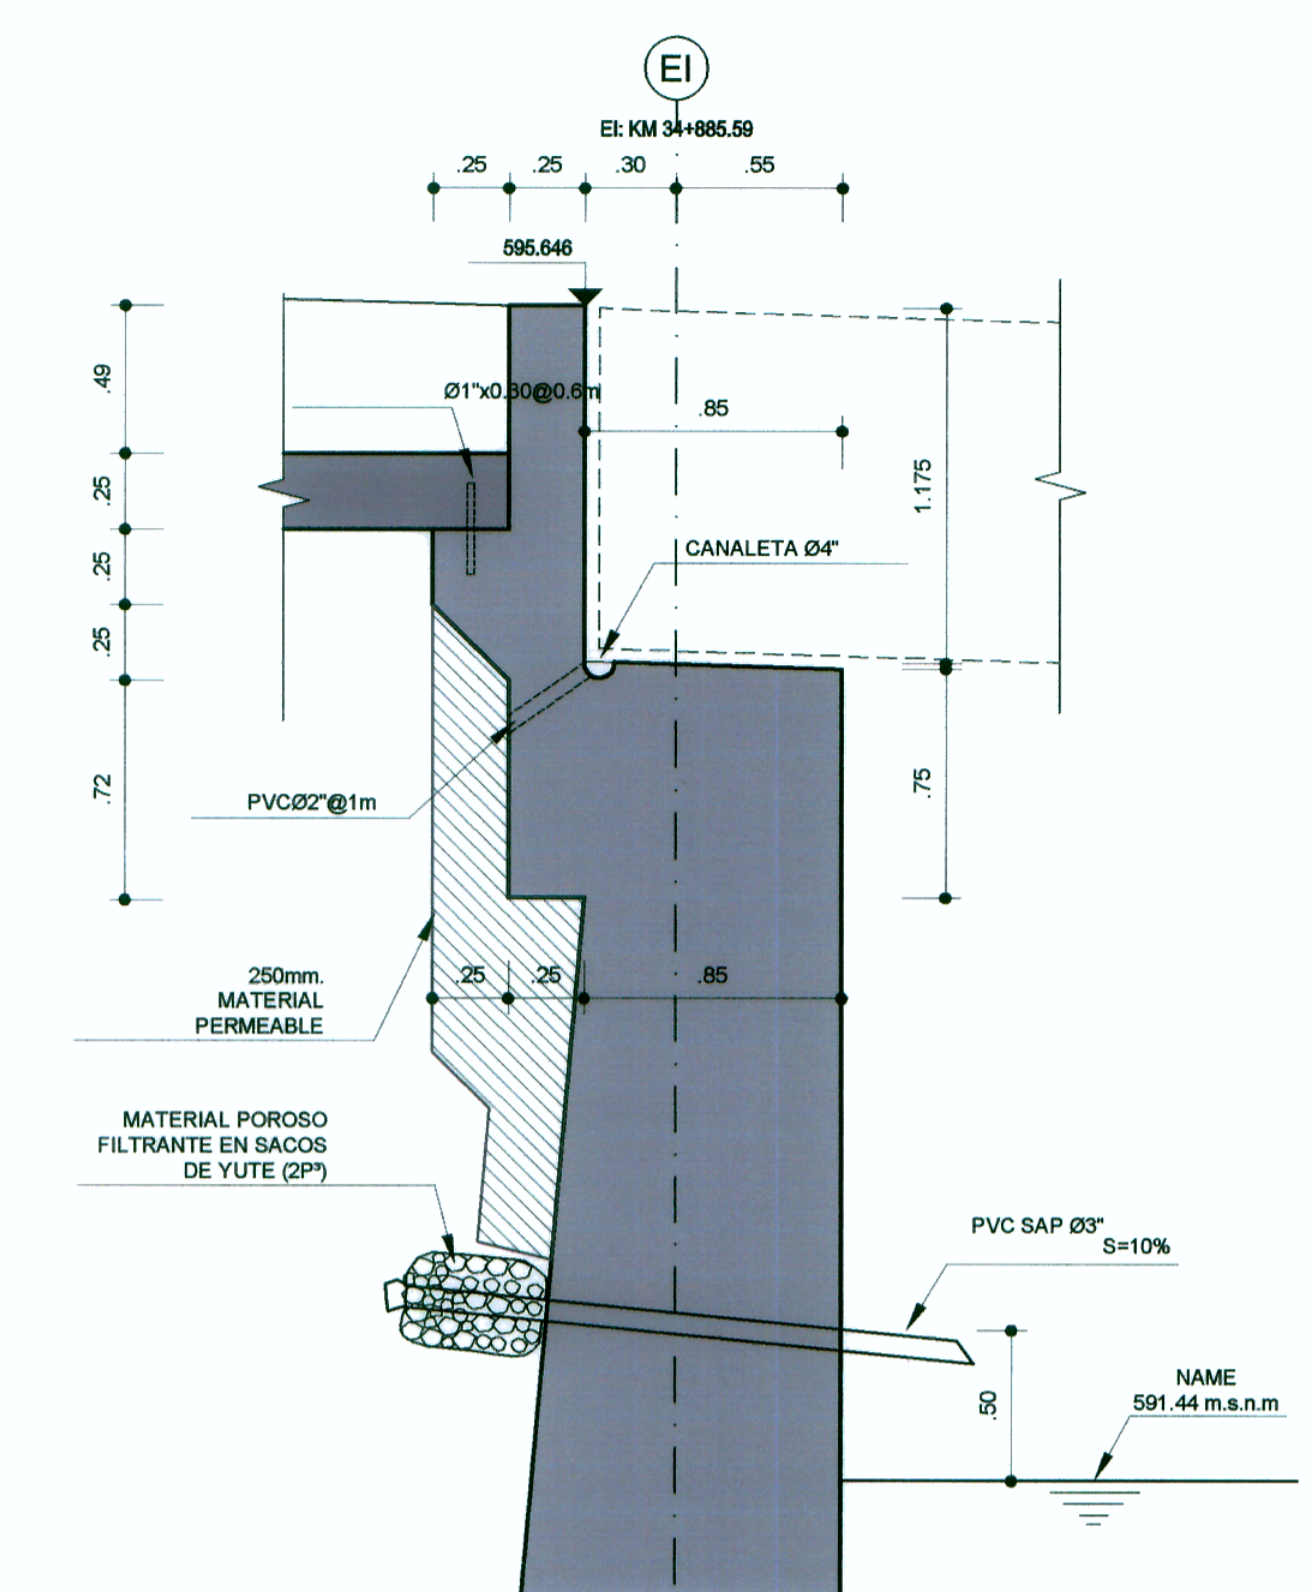 EI
EI: KM 34+885.59
.25 .25 .30 .55
595.646
.49
Ø1"x0.30@0.6m
.85
1.175
.25
CANALETA Ø4"
.25
.25
.72
PVCØ2"@1m
.75
250mm.
MATERIAL
PERMEABLE
.25 .25 .85
MATERIAL POROSO
FILTRANTE EN SACOS
DE YUTE (2P³)
PVC SAP Ø3"
S=10%
.50
NAME
591.44 m.s.n.m